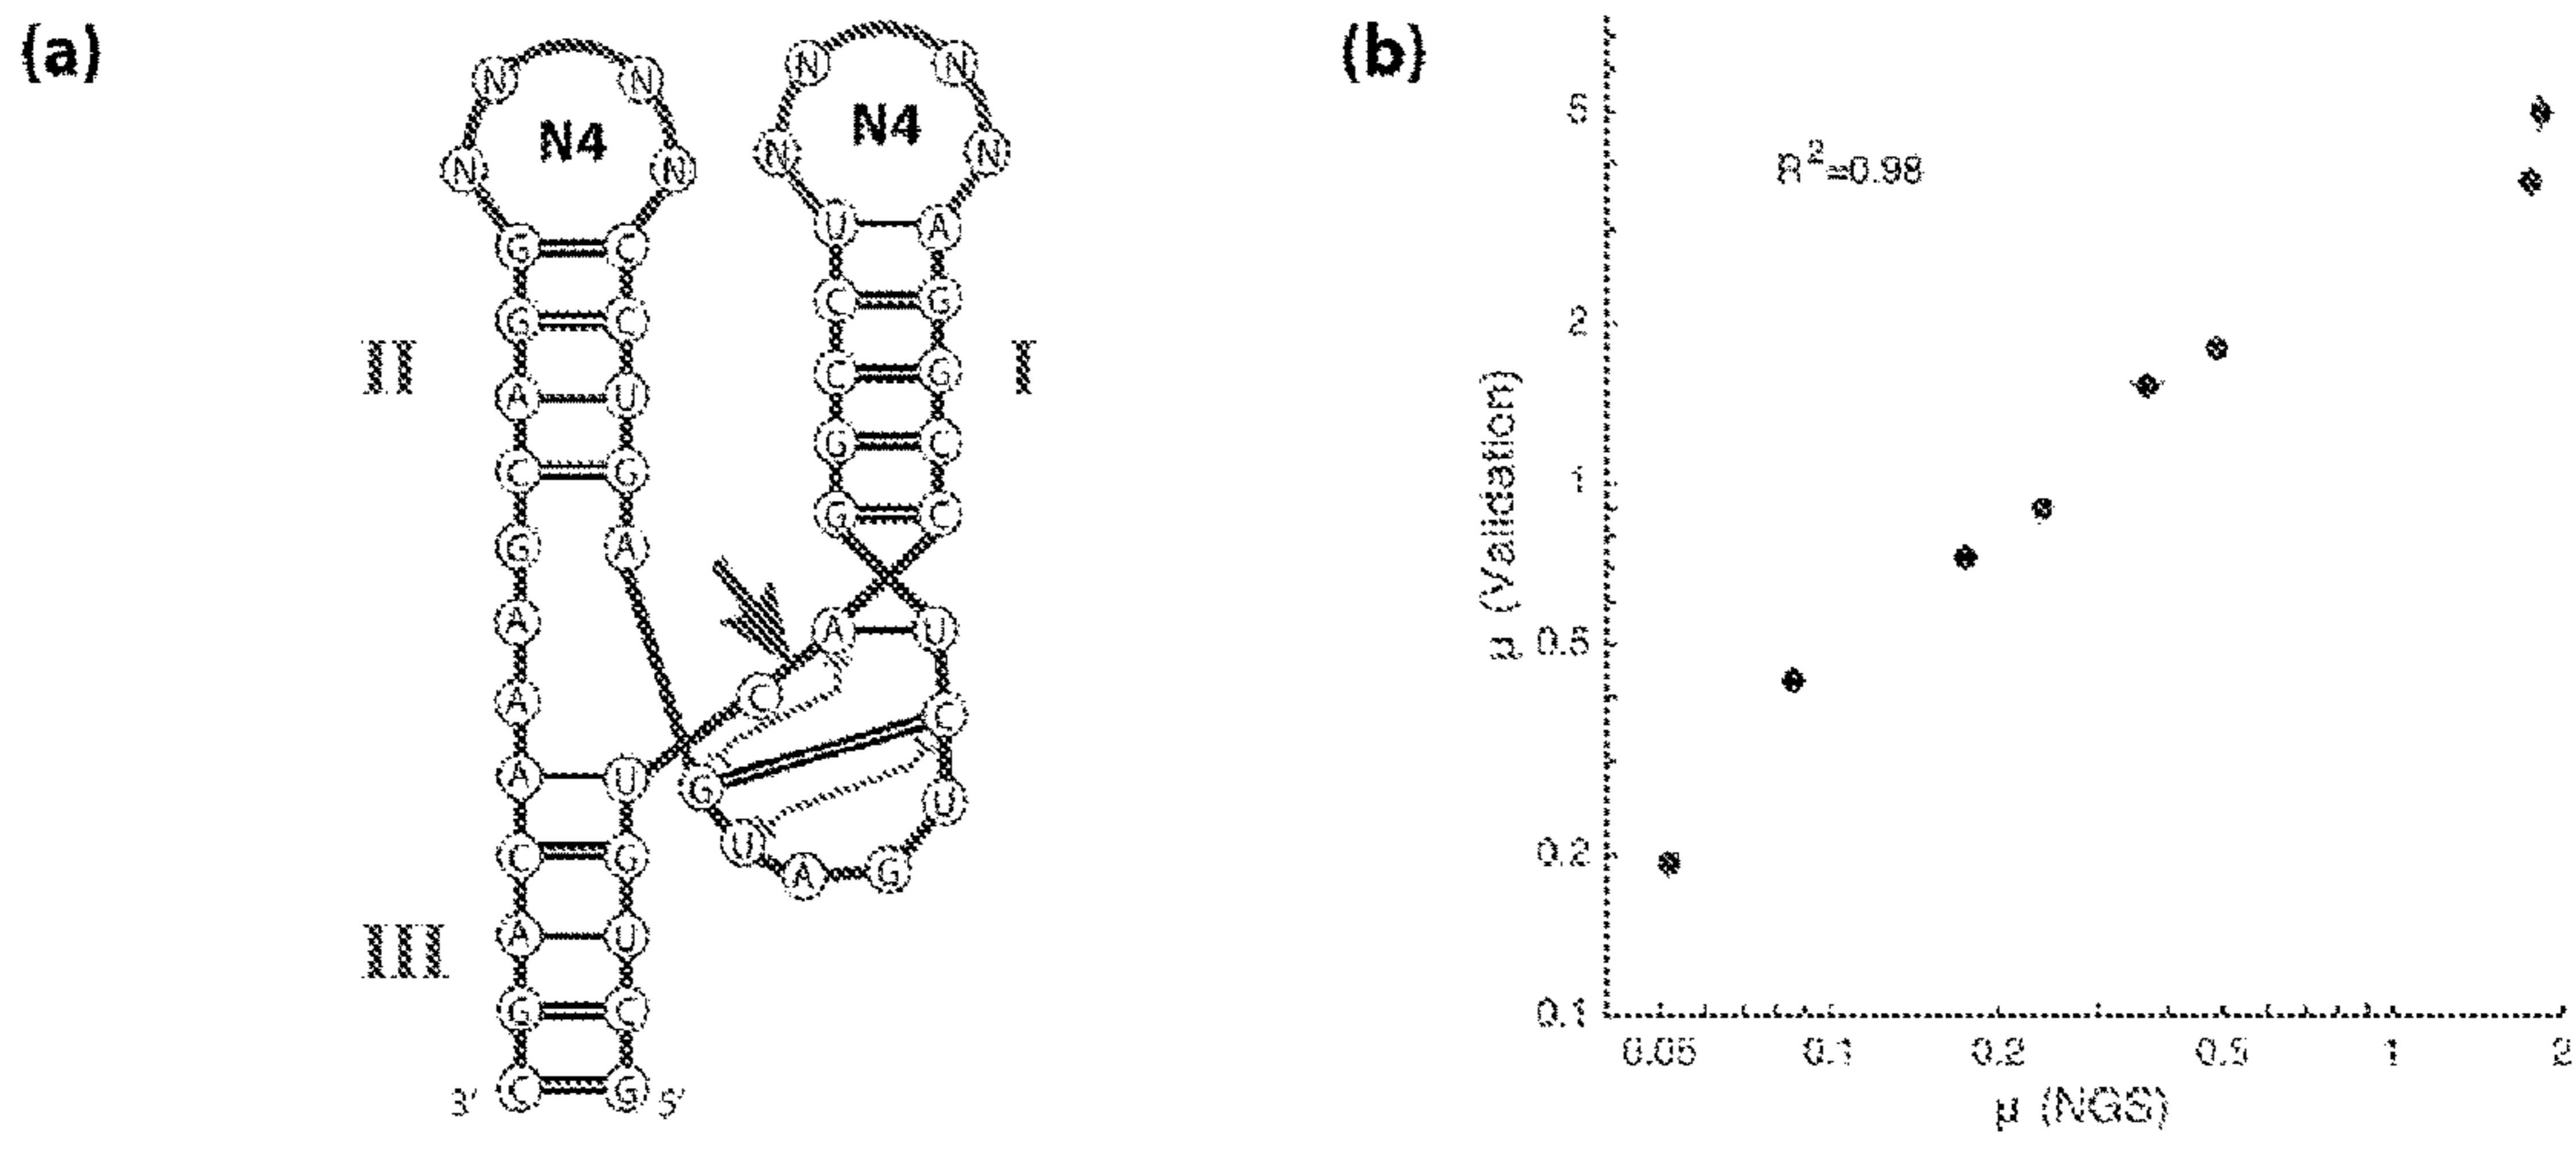 (a)
N N N N
N4
N N N N
N4
G C
U A
G C
C G
II
A U
C G
I
C G
G C
G A
G C
A
A U
A
C
C
A U
G
U
C G
U
A G
III
A U
G C
3' C G 5'
(b)
5
R²=0.98
2
1
0.5
0.2
0.1
μ (Validation)
0.05 0.1 0.2 0.5 1 2
μ (NGS)